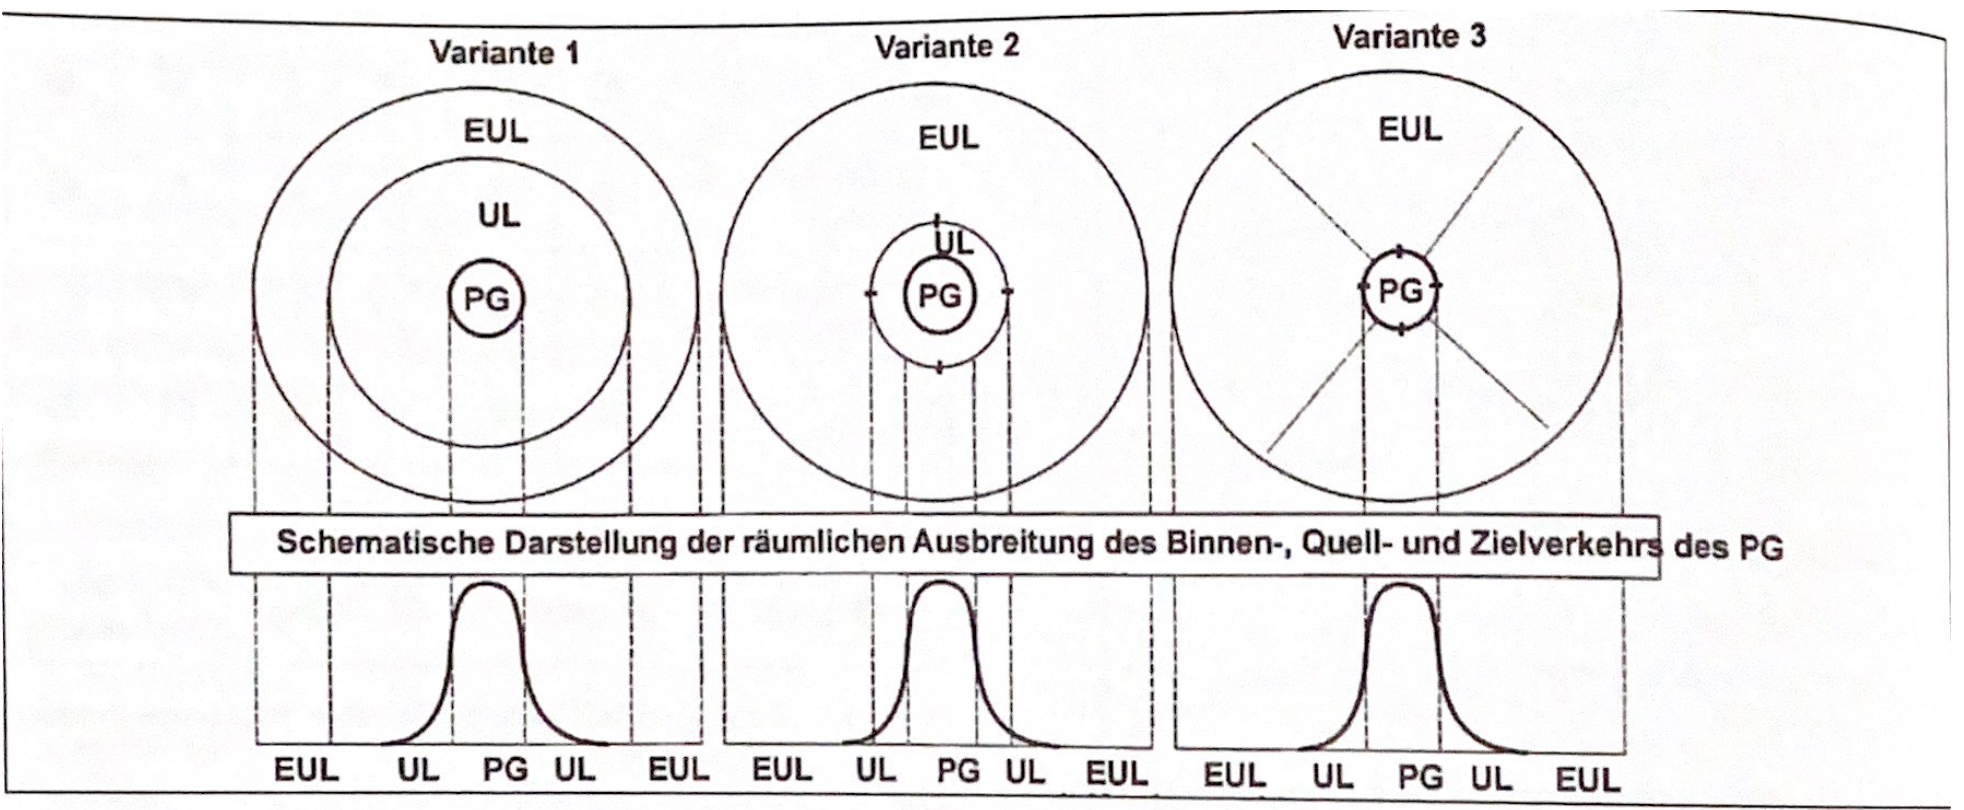 Variante 1
Variante 2
Variante 3
EUL
EUL
EUL
UL
UL
PG
PG
PG
Schematische Darstellung der räumlichen Ausbreitung des Binnen-, Quell- und Zielverkehrs des PG
EUL UL PG UL EUL
EUL UL PG UL EUL
EUL UL PG UL EUL